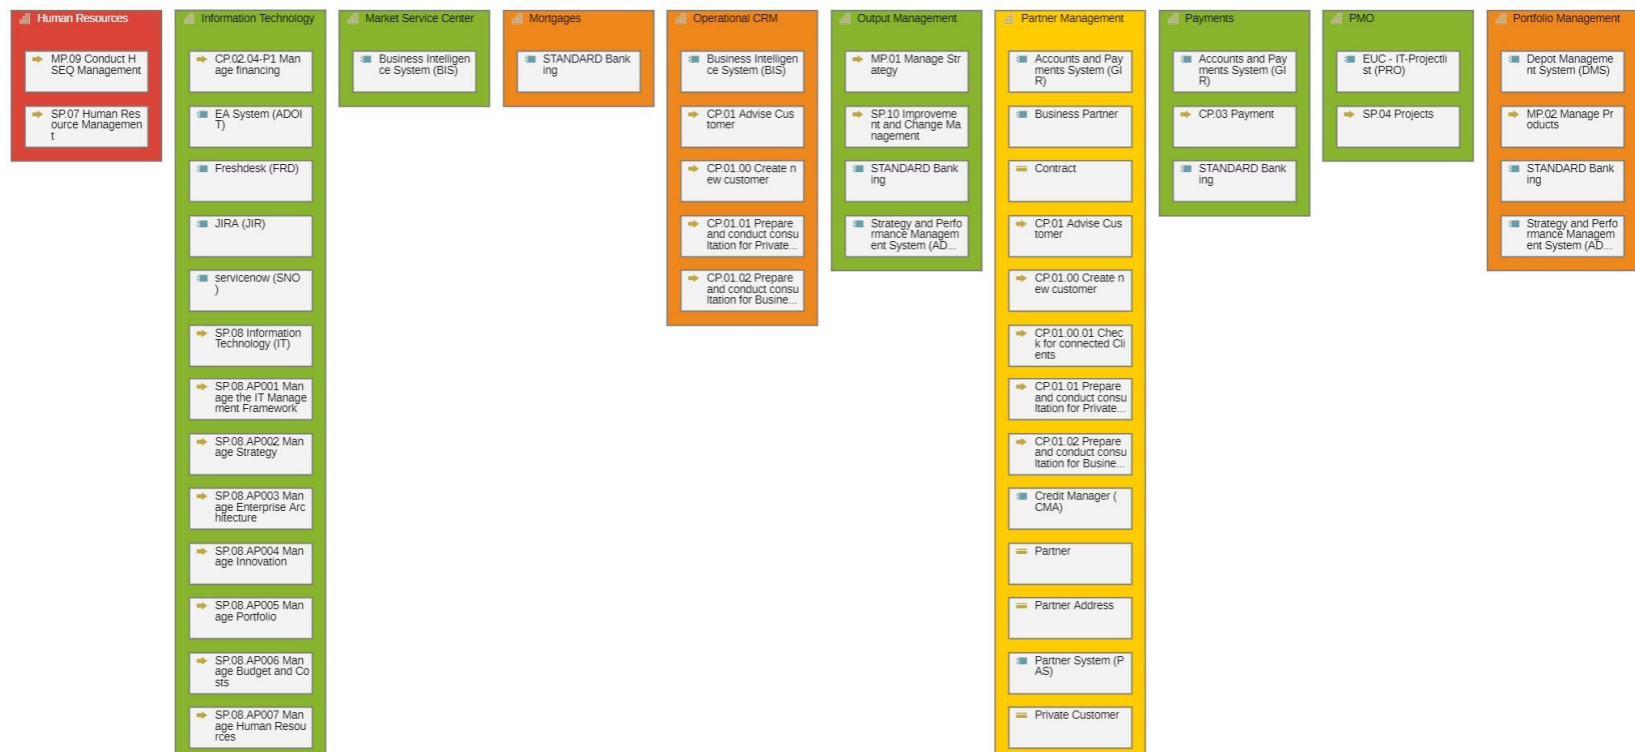 Human Resources
MP.09 Conduct H
SEQ Management
SP.07 Human Res
ource Managemen
t
Information Technology
CP.02.04-P1 Man
age financing
EA System (ADOI
T)
Freshdesk (FRD)
JIRA (JIR)
servicenow (SNO
)
SP.08 Information
Technology (IT)
SP.08.AP001 Man
age the IT Manage
ment Framework
SP.08.AP002 Man
age Strategy
SP.08.AP003 Man
age Enterprise Arc
hitecture
SP.08.AP004 Man
age Innovation
SP.08.AP005 Man
age Portfolio
SP.08.AP006 Man
age Budget and Co
sts
SP.08.AP007 Man
age Human Resou
rces
Market Service Center
Business Intelligen
ce System (BIS)
Mortgages
STANDARD Bank
ing
Operational CRM
Business Intelligen
ce System (BIS)
CP.01 Advise Cus
tomer
CP.01.00 Create n
ew customer
CP.01.01 Prepare
and conduct consu
ltation for Private...
CP.01.02 Prepare
and conduct consu
ltation for Busine...
Output Management
MP.01 Manage Str
ategy
SP.10 Improveme
nt and Change Ma
nagement
STANDARD Bank
ing
Strategy and Perfo
rmance Managem
ent System (AD...
Partner Management
Accounts and Pay
ments System (GI
R)
Business Partner
Contract
CP.01 Advise Cus
tomer
CP.01.00 Create n
ew customer
CP.01.00.01 Chec
k for connected Cli
ents
CP.01.01 Prepare
and conduct consu
ltation for Private...
CP.01.02 Prepare
and conduct consu
ltation for Busine...
Credit Manager (
CMA)
Partner
Partner Address
Partner System (P
AS)
Private Customer
Payments
Accounts and Pay
ments System (GI
R)
CP.03 Payment
STANDARD Bank
ing
PMO
EUC - IT-Projectli
st (PRO)
SP.04 Projects
Portfolio Management
Depot Manageme
nt System (DMS)
MP.02 Manage Pr
oducts
STANDARD Bank
ing
Strategy and Perfo
rmance Managem
ent System (AD...